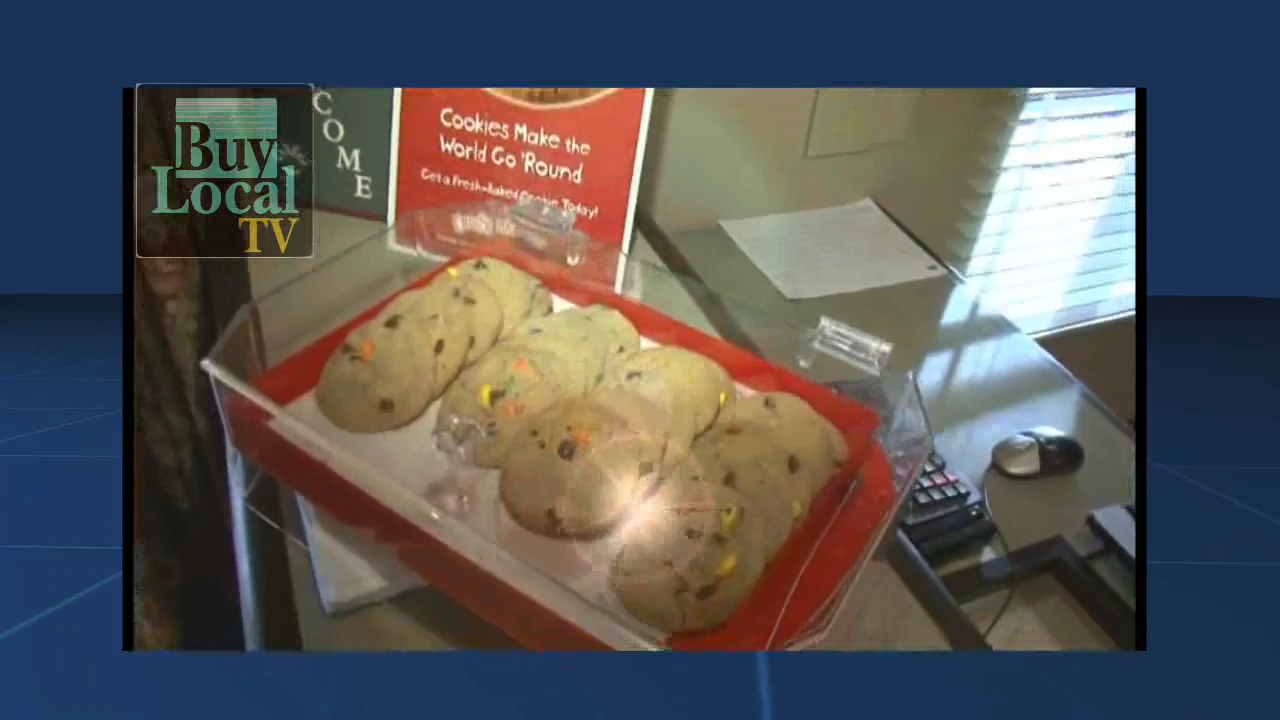 Buy
Local
TV
COME
Cookies Make the
World Go 'Round
Get a Fresh-Baked Cookie Today!